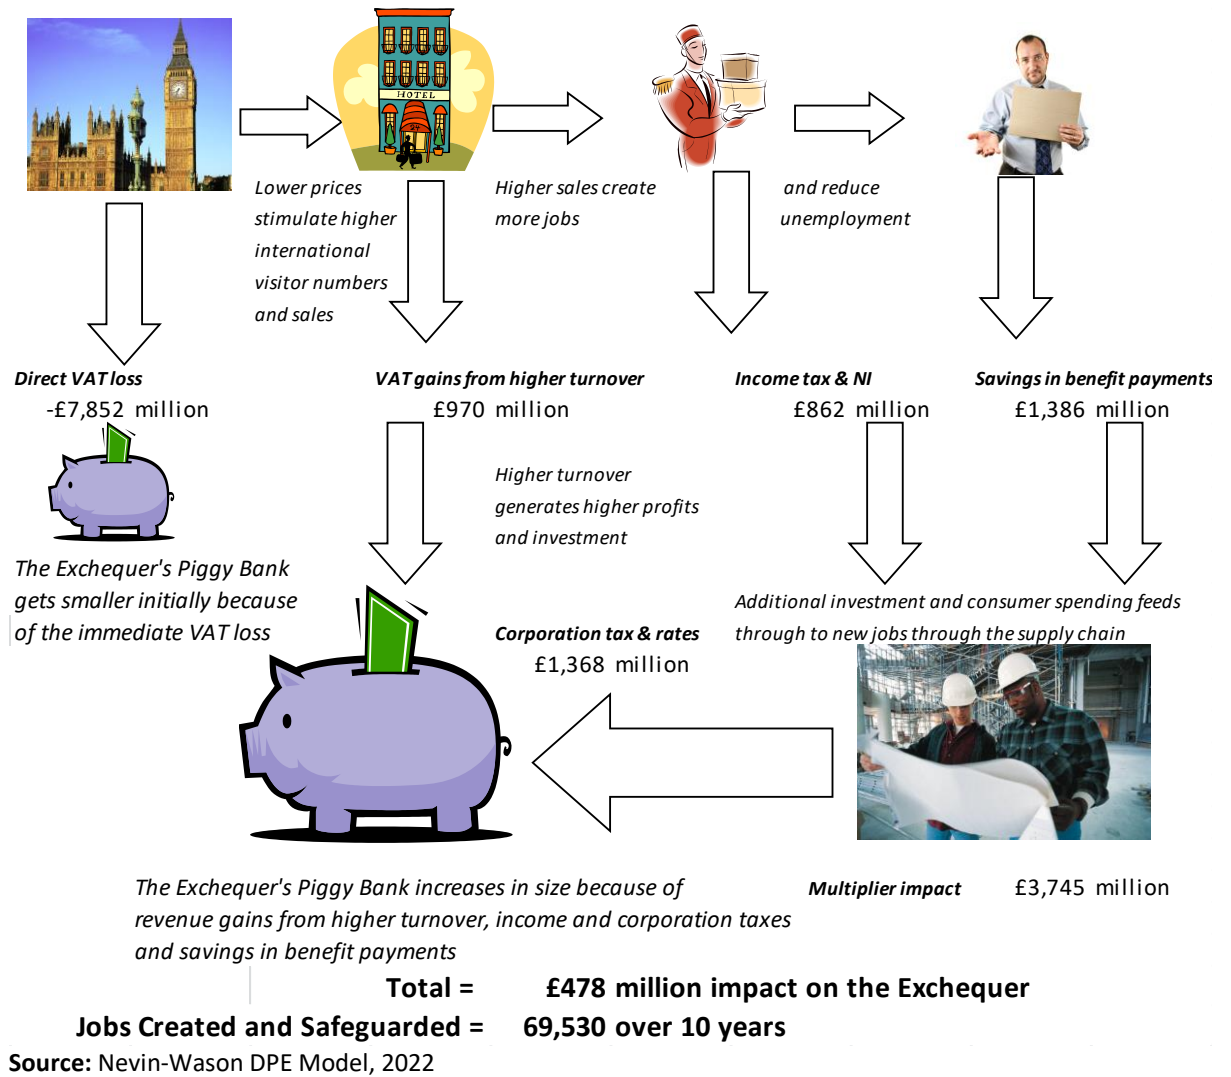 HOTEL
24
Lower prices
stimulate higher
international
visitor numbers
and sales
Higher sales create
more jobs
and reduce
unemployment
Direct VAT loss
-£7,852 million
VAT gains from higher turnover
£970 million
Income tax & NI
£862 million
Savings in benefit payments
£1,386 million
Higher turnover
generates higher profits
and investment
The Exchequer's Piggy Bank
gets smaller initially because
of the immediate VAT loss
Additional investment and consumer spending feeds
through to new jobs through the supply chain
Corporation tax & rates
£1,368 million
The Exchequer's Piggy Bank increases in size because of
revenue gains from higher turnover, income and corporation taxes
and savings in benefit payments
Multiplier impact £3,745 million
Total = £478 million impact on the Exchequer
Jobs Created and Safeguarded = 69,530 over 10 years
Source: Nevin-Wason DPE Model, 2022